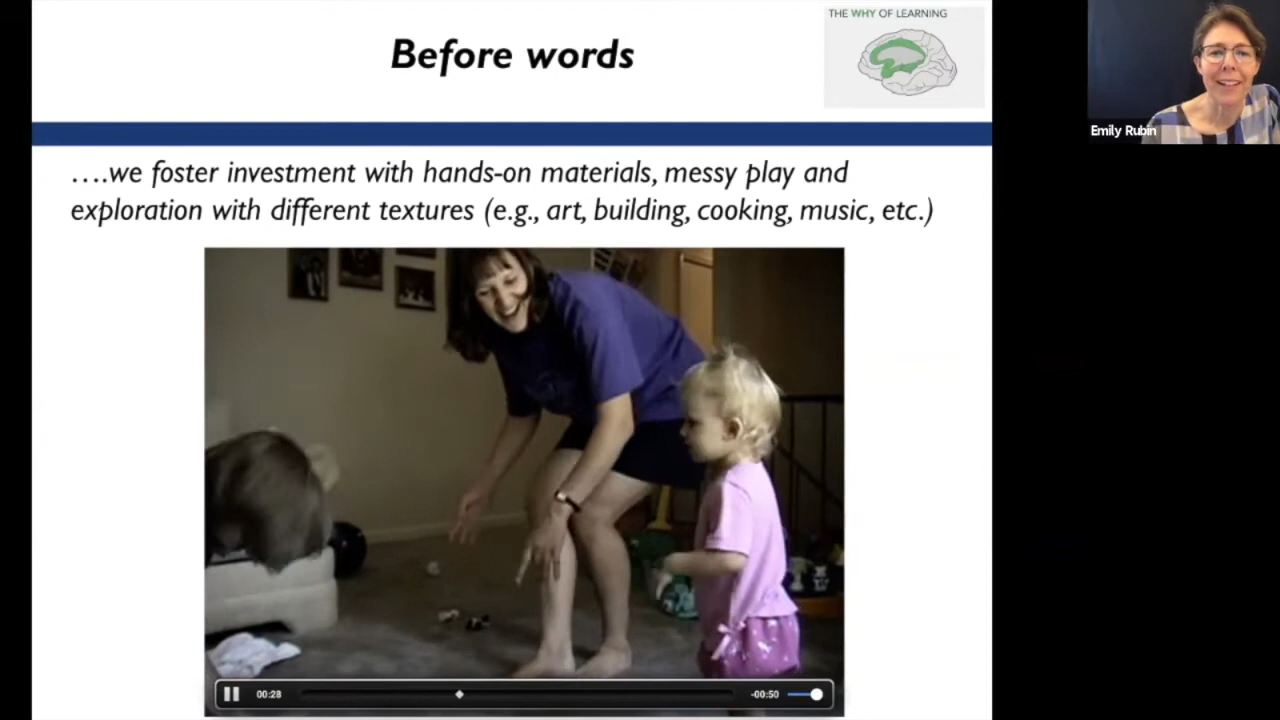 THE WHY OF LEARNING
Before words
Emily Rubin
….we foster investment with hands-on materials, messy play and
exploration with different textures (e.g., art, building, cooking, music, etc.)
00:28
-00:50